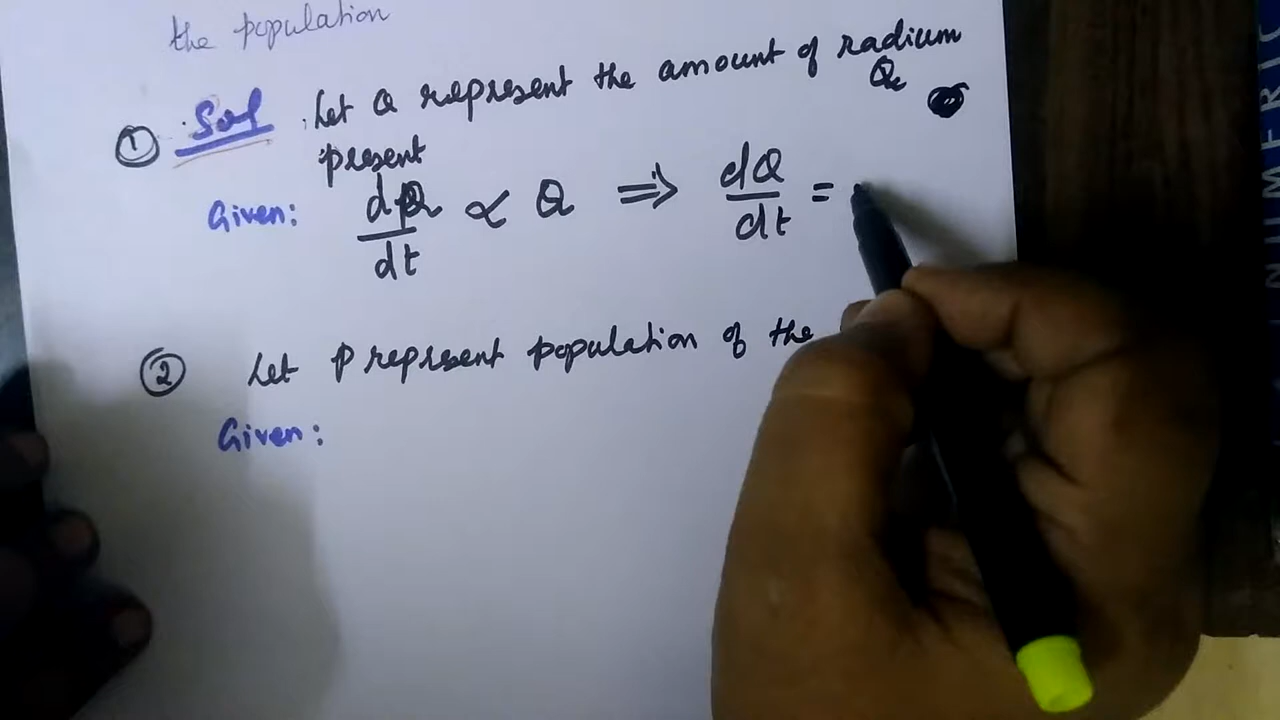 the population
① Sol Let Q represent the amount of radium
Q
present
Given: dQ/dt ∝ Q ⇒ dQ/dt =
② Let P represent population of the
Given:
NUMERIC